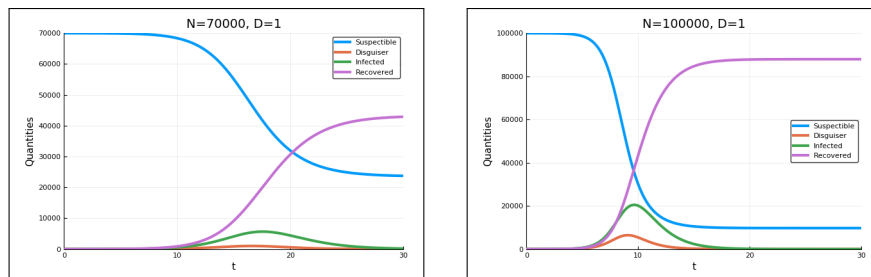 N=70000, D=1
70000
60000
50000
40000
30000
20000
10000
0
Quantities
Suspectible
Disguiser
Infected
Recovered
0 10 20 30
t
N=100000, D=1
100000
80000
60000
40000
20000
0
Quantities
Suspectible
Disguiser
Infected
Recovered
0 10 20 30
t